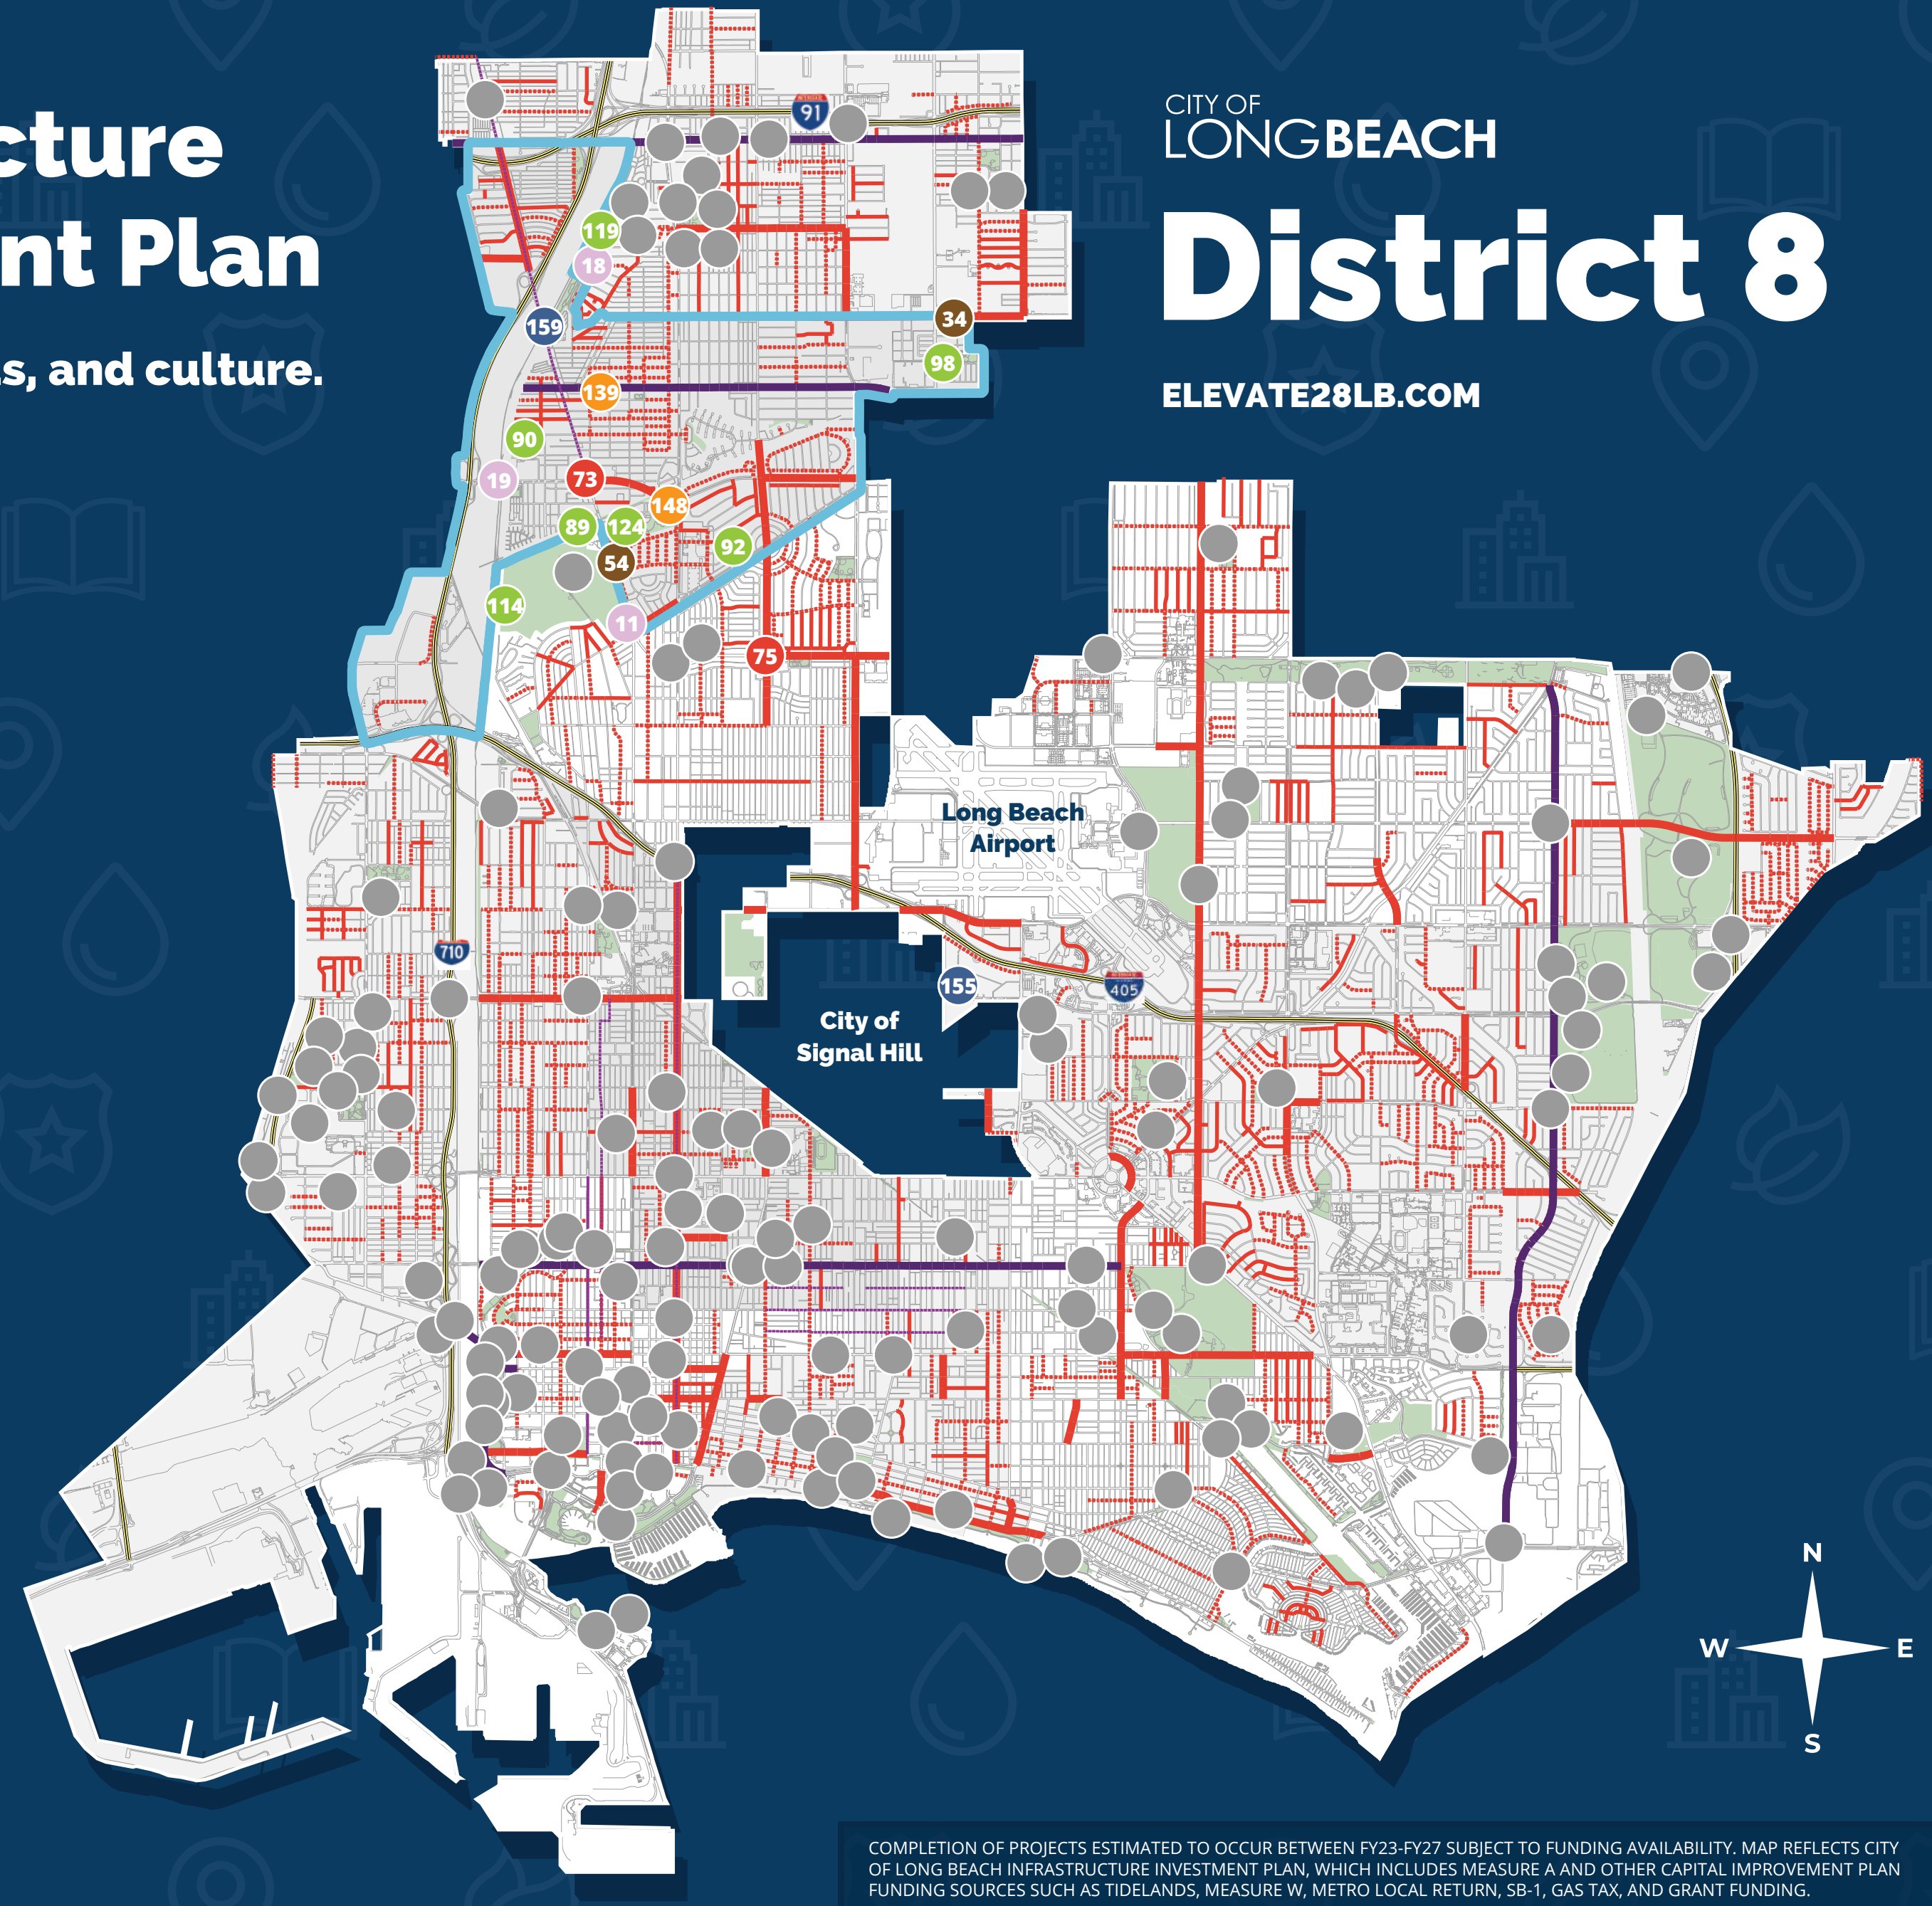 cture
nt Plan
s, and culture.
CITY OF
LONGBEACH
District 8
ELEVATE28LB.COM
91
119
18
159
34
98
139
90
19
73
148
89
124
92
54
114
11
75
Long Beach
Airport
710
155
405
City of
Signal Hill
N
W
E
S
COMPLETION OF PROJECTS ESTIMATED TO OCCUR BETWEEN FY23-FY27 SUBJECT TO FUNDING AVAILABILITY. MAP REFLECTS CITY
OF LONG BEACH INFRASTRUCTURE INVESTMENT PLAN, WHICH INCLUDES MEASURE A AND OTHER CAPITAL IMPROVEMENT PLAN
FUNDING SOURCES SUCH AS TIDELANDS, MEASURE W, METRO LOCAL RETURN, SB-1, GAS TAX, AND GRANT FUNDING.